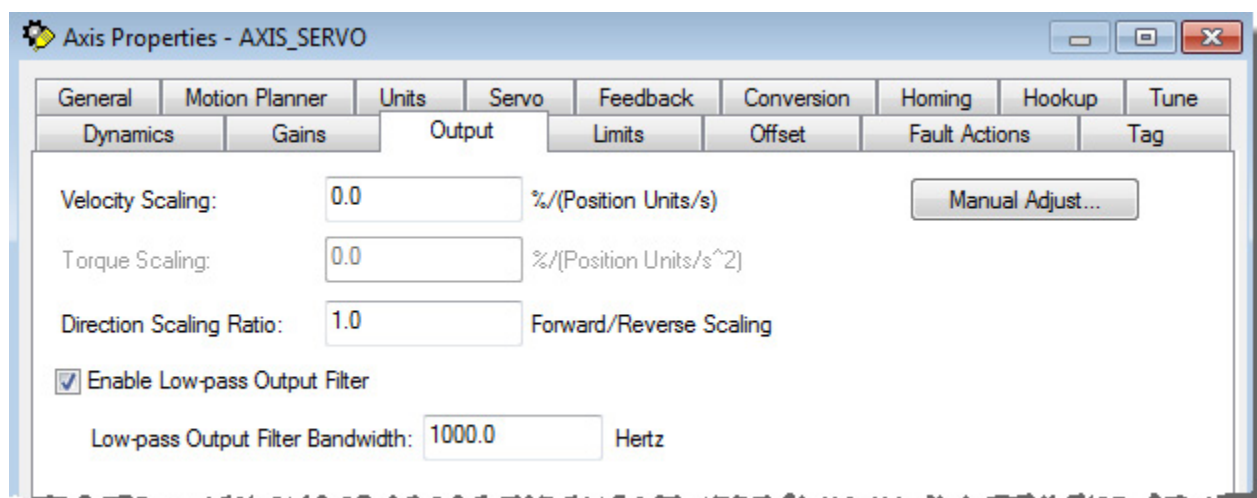 Axis Properties - AXIS_SERVO
General Motion Planner Units Servo Feedback Conversion Homing Hookup Tune
Dynamics Gains Output Limits Offset Fault Actions Tag
Velocity Scaling: 0.0 %/(Position Units/s) Manual Adjust...
Torque Scaling: 0.0 %/(Position Units/s^2)
Direction Scaling Ratio: 1.0 Forward/Reverse Scaling
Enable Low-pass Output Filter
Low-pass Output Filter Bandwidth: 1000.0 Hertz